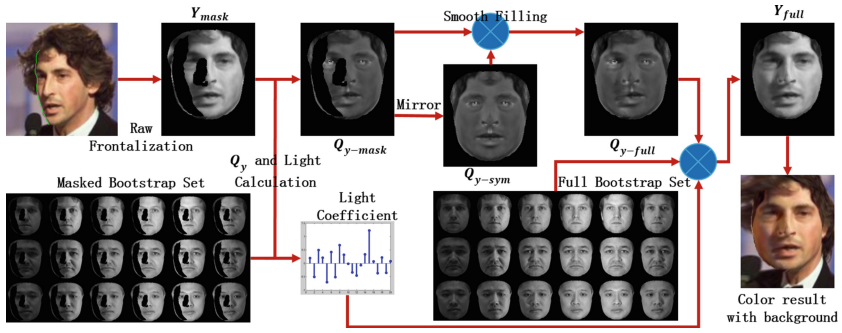 Y_mask
Smooth Filling
Y_full
Mirror
Raw
Frontalization
Q_y-mask
Q_y-full
Q_y and Light
Calculation
Q_y-sym
Masked Bootstrap Set
Full Bootstrap Set
Light
Coefficient
Color result
with background